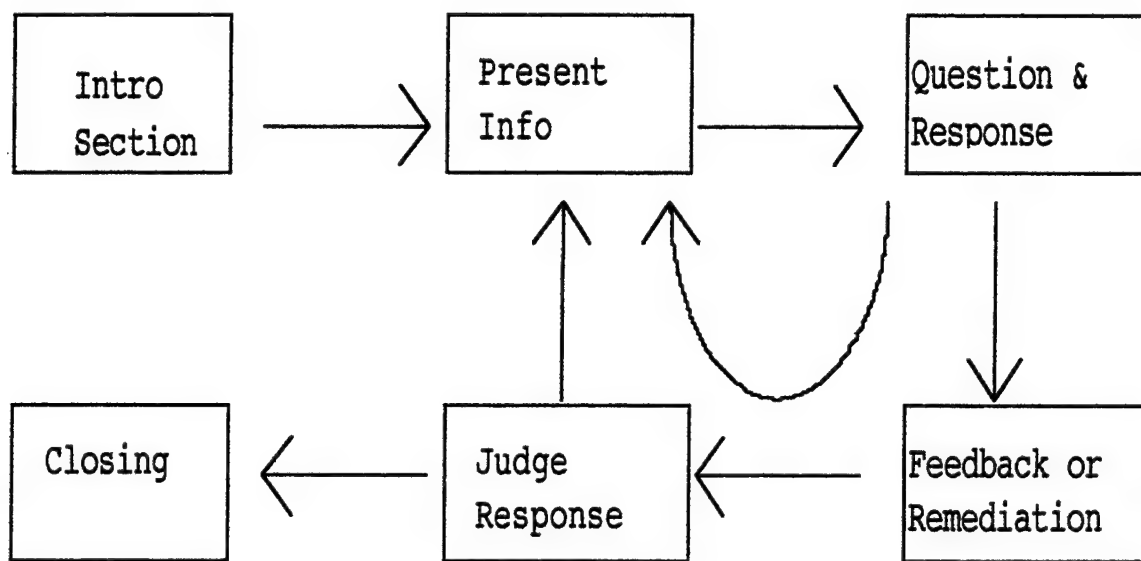 Intro
Section
Present
Info
Question &
Response
Closing
Judge
Response
Feedback or
Remediation